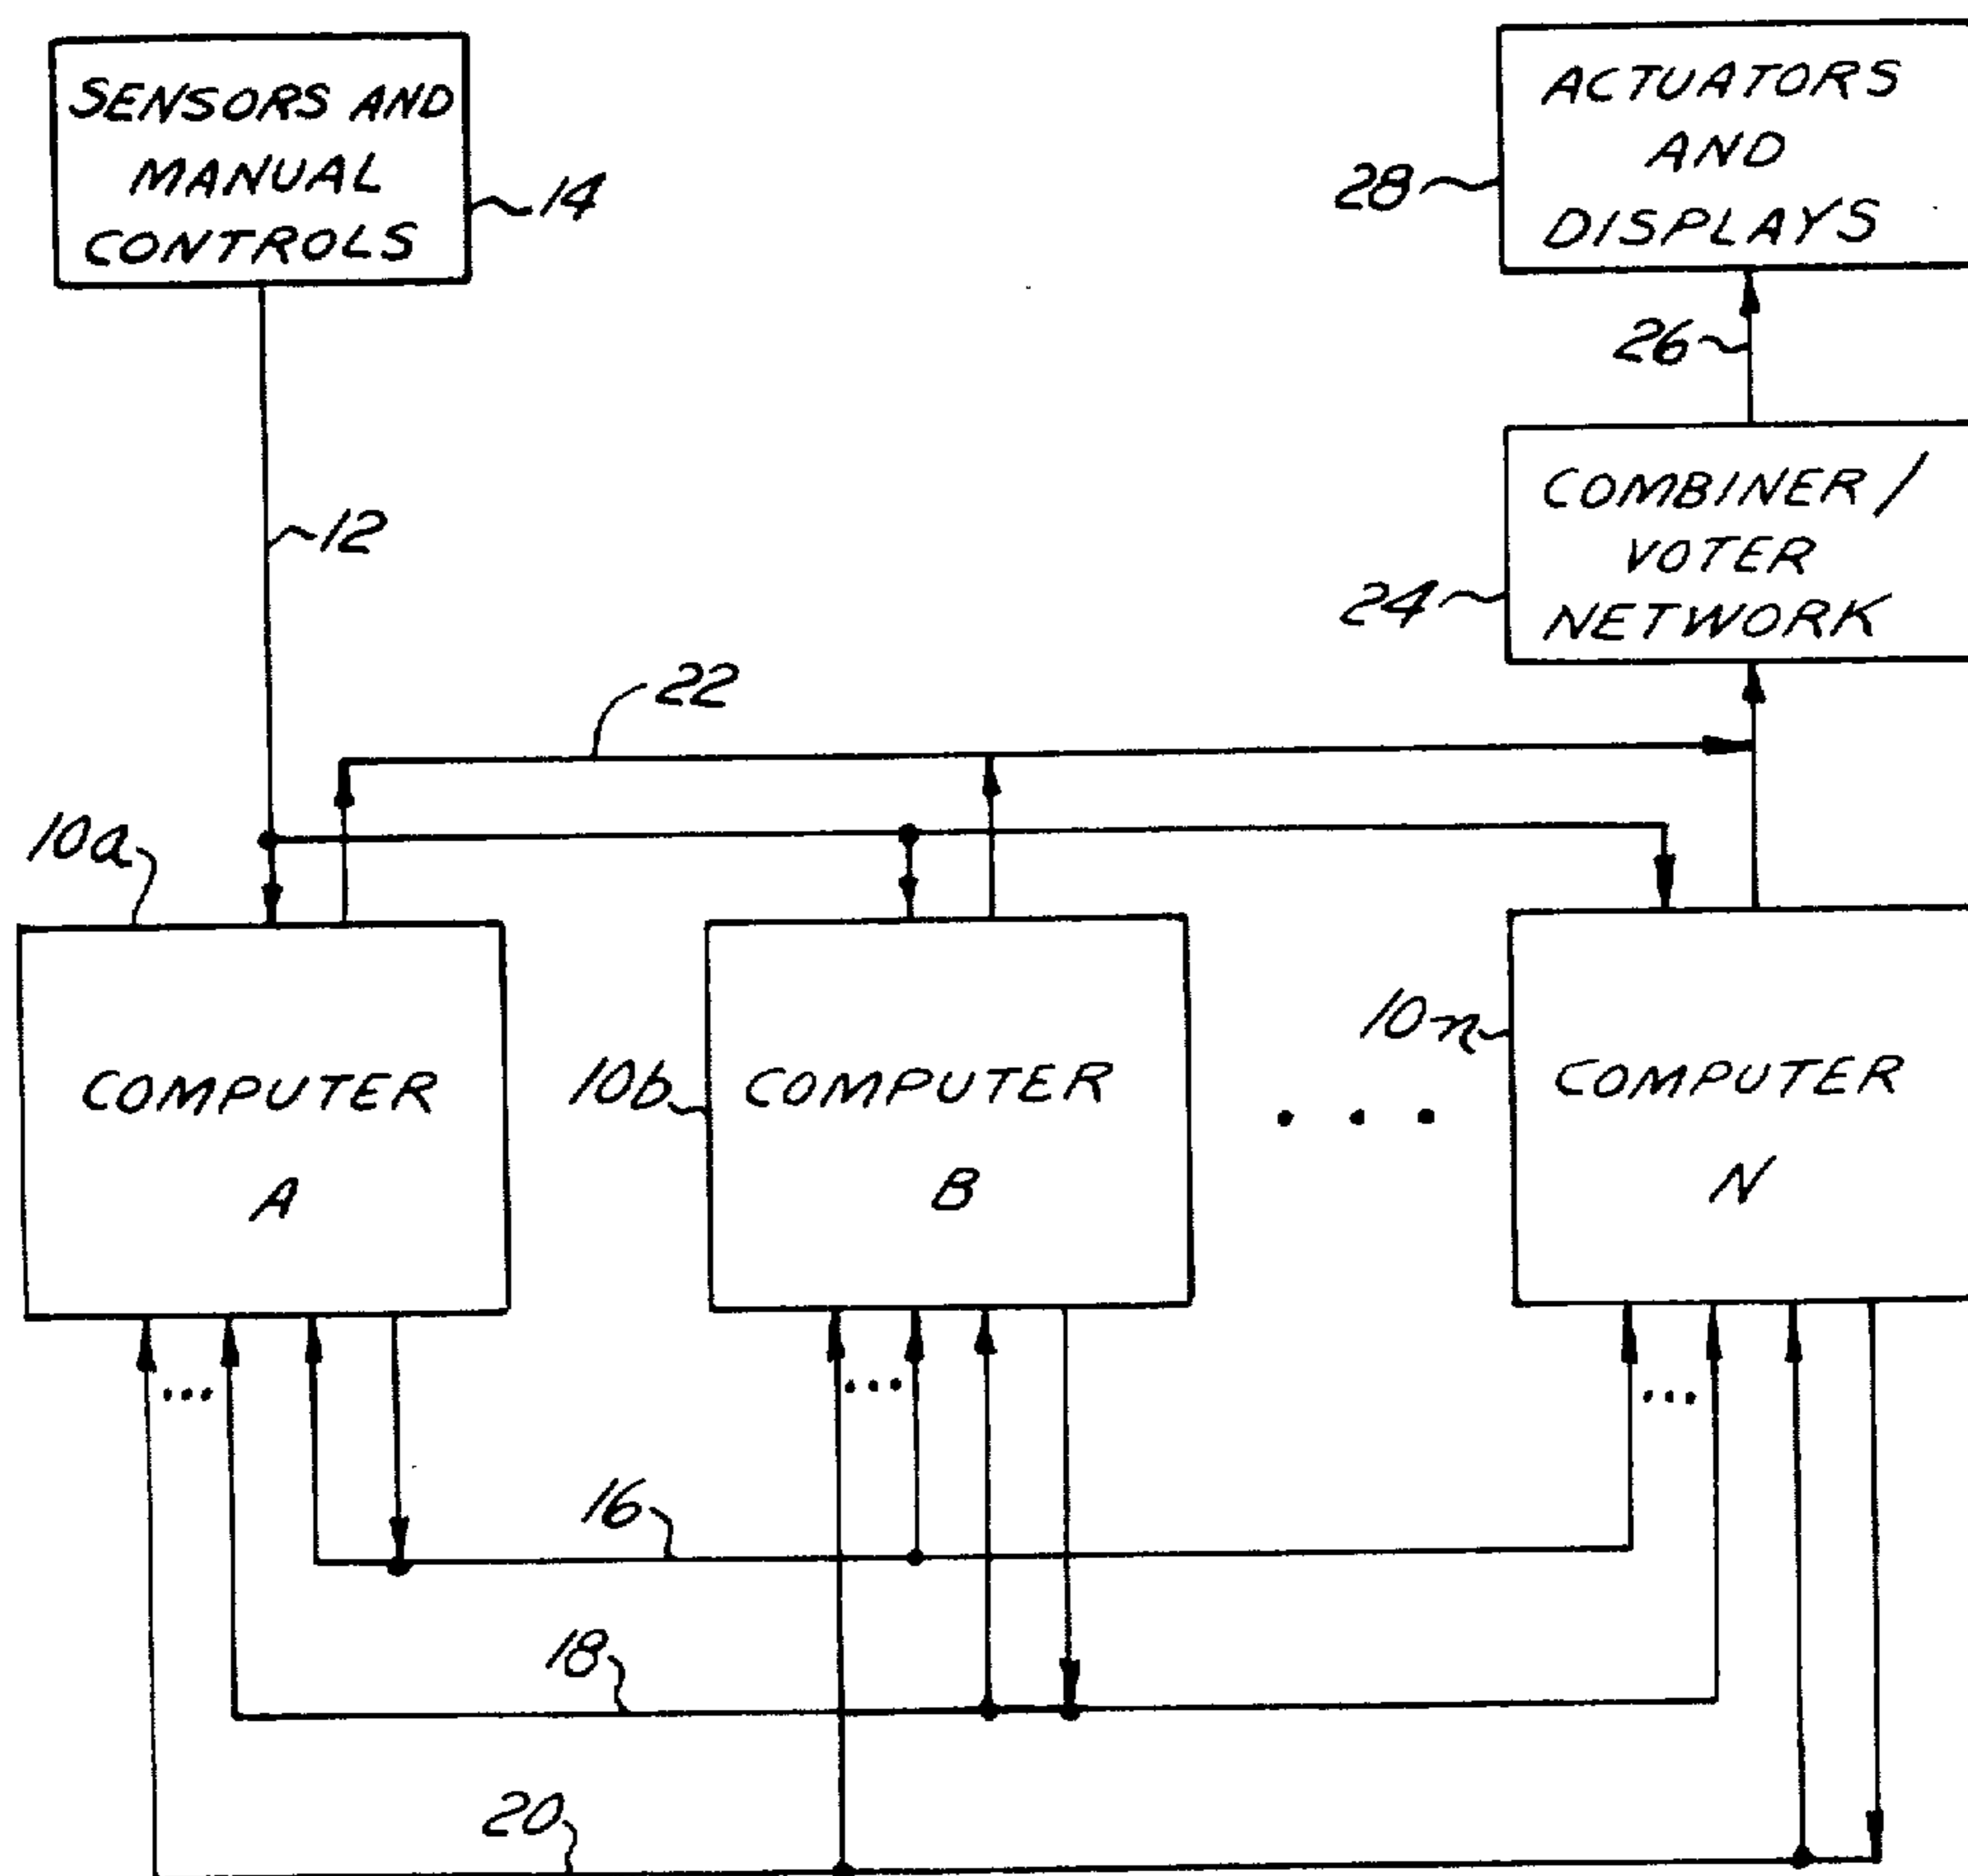 SENSORS AND
MANUAL
CONTROLS
14
ACTUATORS
AND
DISPLAYS
28
26
12
COMBINER/
VOTER
NETWORK
24
22
10a
COMPUTER
A
10b
COMPUTER
B
. . .
10n
COMPUTER
N
...
...
...
16
18
20